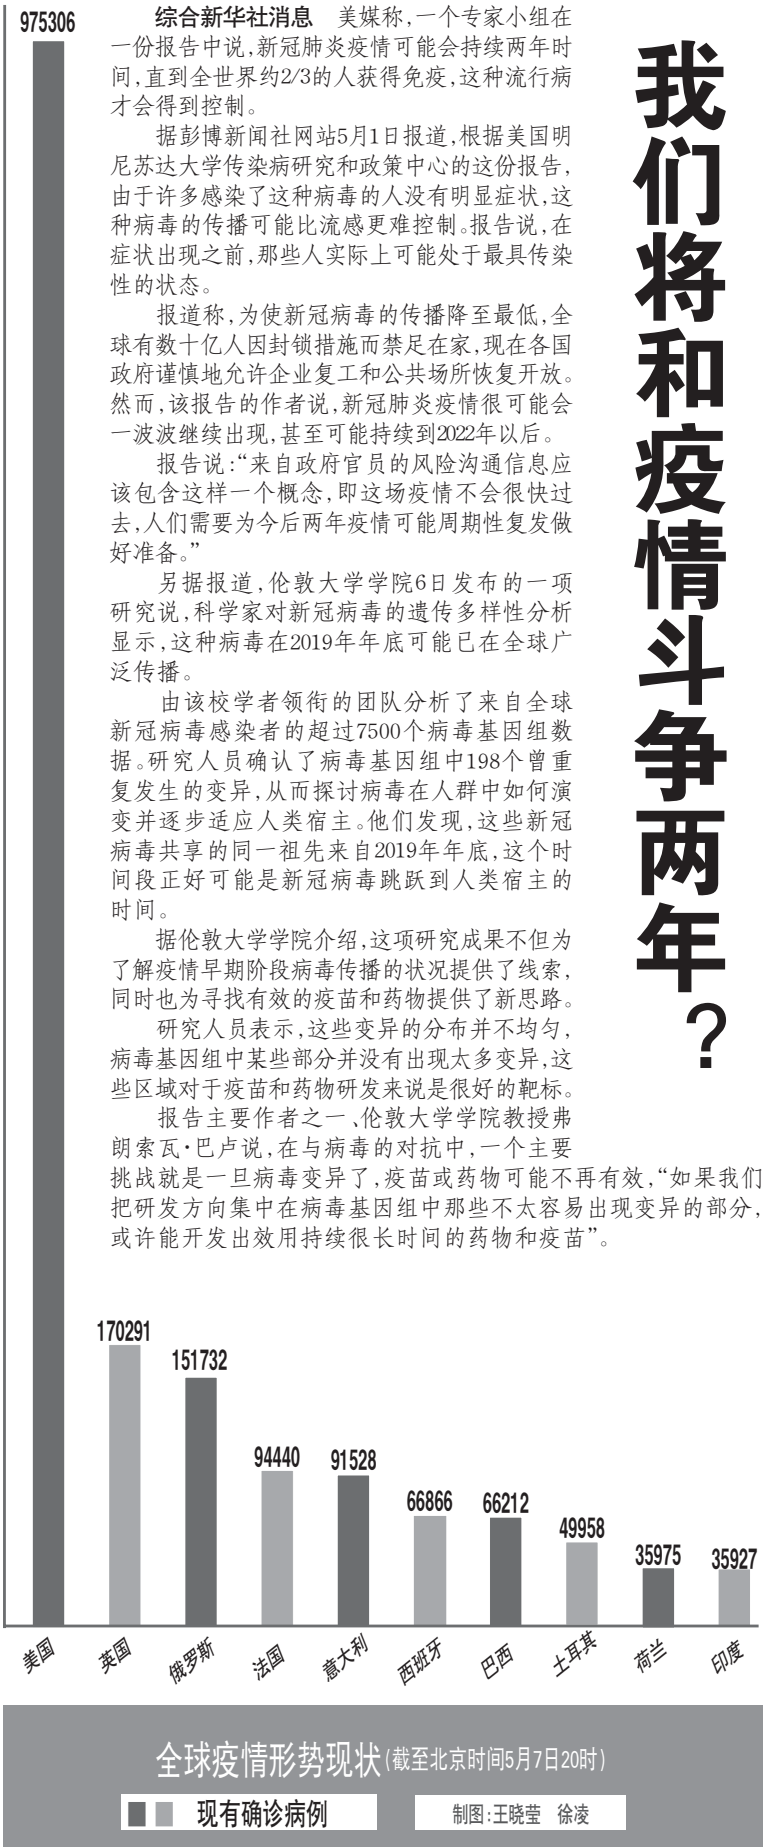 我们将和疫情斗争两年？
综合新华社消息　美媒称，一个专家小组在
一份报告中说，新冠肺炎疫情可能会持续两年时
间，直到全世界约2/3的人获得免疫，这种流行病
才会得到控制。
据彭博新闻社网站5月1日报道，根据美国明
尼苏达大学传染病研究和政策中心的这份报告，
由于许多感染了这种病毒的人没有明显症状，这
种病毒的传播可能比流感更难控制。报告说，在
症状出现之前，那些人实际上可能处于最具传染
性的状态。
报道称，为使新冠病毒的传播降至最低，全
球有数十亿人因封锁措施而禁足在家，现在各国
政府谨慎地允许企业复工和公共场所恢复开放。
然而，该报告的作者说，新冠肺炎疫情很可能会
一波波继续出现，甚至可能持续到2022年以后。
报告说：“来自政府官员的风险沟通信息应
该包含这样一个概念，即这场疫情不会很快过
去，人们需要为今后两年疫情可能周期性复发做
好准备。”
另据报道，伦敦大学学院6日发布的一项
研究说，科学家对新冠病毒的遗传多样性分析
显示，这种病毒在2019年年底可能已在全球广
泛传播。
由该校学者领衔的团队分析了来自全球
新冠病毒感染者的超过7500个病毒基因组数
据。研究人员确认了病毒基因组中198个曾重
复发生的变异，从而探讨病毒在人群中如何演
变并逐步适应人类宿主。他们发现，这些新冠
病毒共享的同一祖先来自2019年年底，这个时
间段正好可能是新冠病毒跳跃到人类宿主的
时间。
据伦敦大学学院介绍，这项研究成果不但为
了解疫情早期阶段病毒传播的状况提供了线索，
同时也为寻找有效的疫苗和药物提供了新思路。
研究人员表示，这些变异的分布并不均匀，
病毒基因组中某些部分并没有出现太多变异，这
些区域对于疫苗和药物研发来说是很好的靶标。
报告主要作者之一、伦敦大学学院教授弗
朗索瓦·巴卢说，在与病毒的对抗中，一个主要
挑战就是一旦病毒变异了，疫苗或药物可能不再有效，“如果我们
把研发方向集中在病毒基因组中那些不太容易出现变异的部分，
或许能开发出效用持续很长时间的药物和疫苗”。
975306
170291
151732
94440
91528
66866
66212
49958
35975
35927
美国
英国
俄罗斯
法国
意大利
西班牙
巴西
土耳其
荷兰
印度
全球疫情形势现状（截至北京时间5月7日20时）
现有确诊病例
制图：王晓莹　徐凌